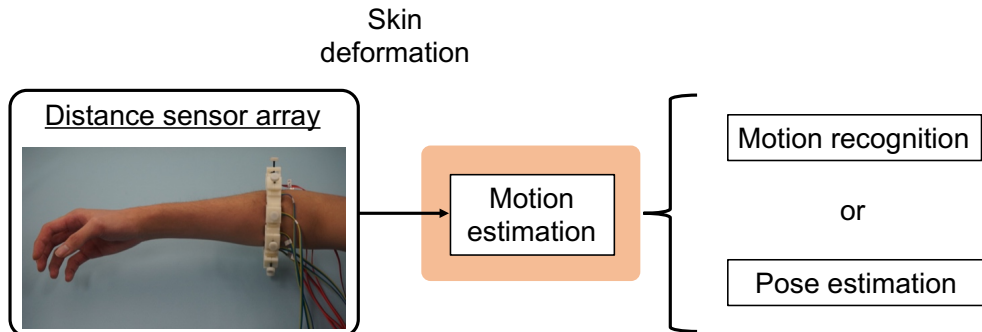 Skin
deformation
Distance sensor array
Motion
estimation
Motion recognition
or
Pose estimation